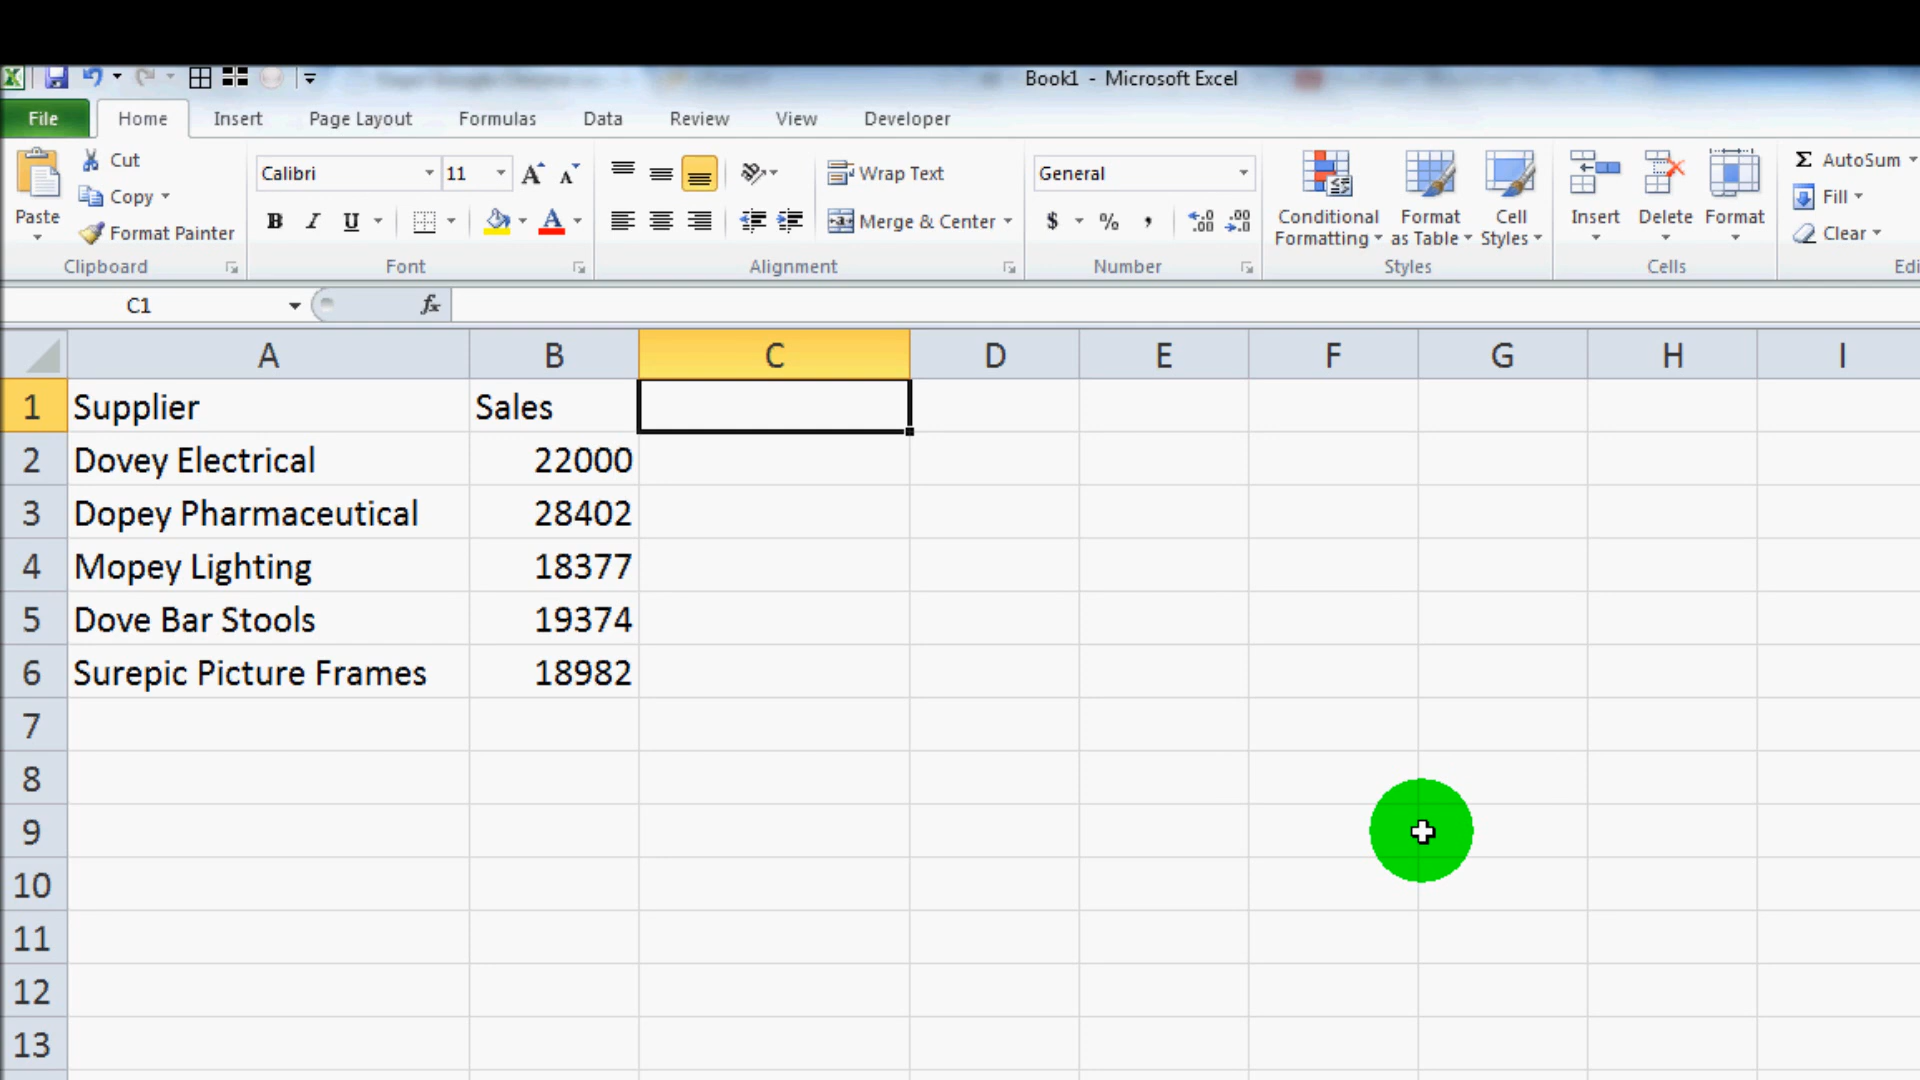 Book1 - Microsoft Excel
File Home Insert Page Layout Formulas Data Review View Developer
Paste Cut Copy Format Painter
Clipboard
Calibri 11
B I U A
Font
Wrap Text
Merge & Center
Alignment
General
$ % ,
Number
Conditional Formatting Format as Table Cell Styles
Styles
Insert Delete Format
Cells
Σ AutoSum
Fill
Clear
Edi
C1 fx
A B C D E F G H I
1 Supplier Sales
2 Dovey Electrical 22000
3 Dopey Pharmaceutical 28402
4 Mopey Lighting 18377
5 Dove Bar Stools 19374
6 Surepic Picture Frames 18982
7
8
9
10
11
12
13